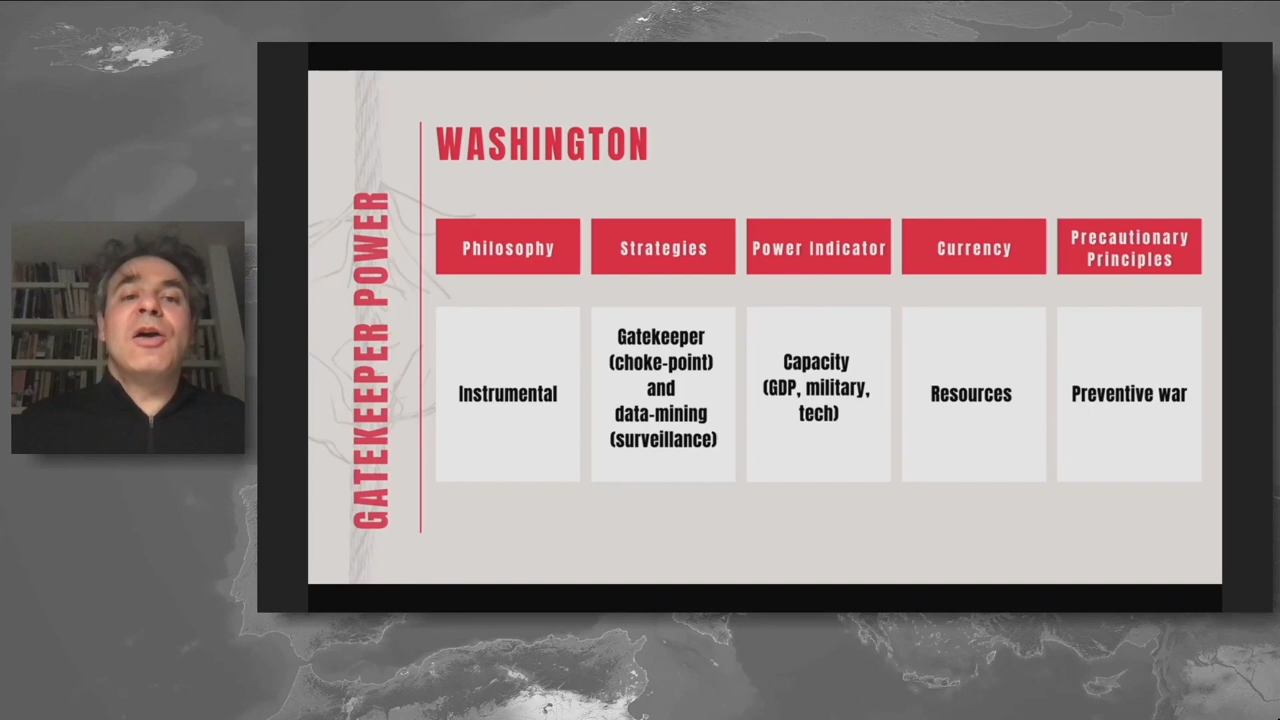 WASHINGTON
GATEKEEPER POWER
Philosophy
Strategies
Power Indicator
Currency
Precautionary
Principles
Instrumental
Gatekeeper
(choke-point)
and
data-mining
(surveillance)
Capacity
(GDP, military,
tech)
Resources
Preventive war